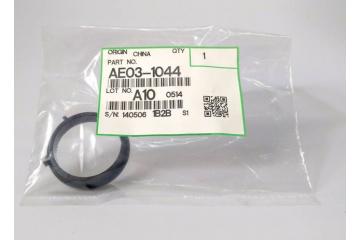 ORIGIN CHINA QTY
PART NO. 1
AE03-1044
LOT NO. A10 0514
S/N: 140506 1B2B S1